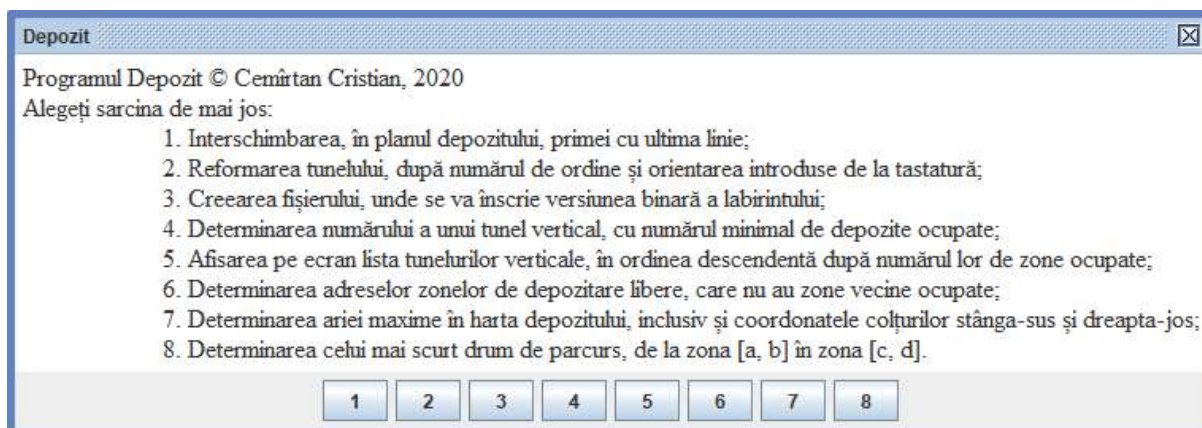 Depozit
Programul Depozit © Cemîrtan Cristian, 2020
Alegeți sarcina de mai jos:
1. Interschimbarea, în planul depozitului, primei cu ultima linie;
2. Reformarea tunelului, după numărul de ordine și orientarea introduse de la tastatură;
3. Creearea fișierului, unde se va înscrie versiunea binară a labirintului;
4. Determinarea numărului a unui tunel vertical, cu numărul minimal de depozite ocupate;
5. Afisarea pe ecran lista tunelurilor verticale, în ordinea descendentă după numărul lor de zone ocupate;
6. Determinarea adreselor zonelor de depozitare libere, care nu au zone vecine ocupate;
7. Determinarea ariei maxime în harta depozitului, inclusiv și coordonatele colțurilor stânga-sus și dreapta-jos;
8. Determinarea celui mai scurt drum de parcurs, de la zona [a, b] în zona [c, d].
1 2 3 4 5 6 7 8